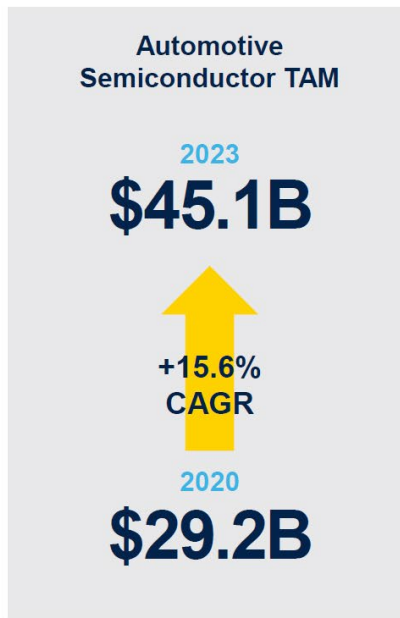 Automotive
Semiconductor TAM
2023
$45.1B
+15.6%
CAGR
2020
$29.2B